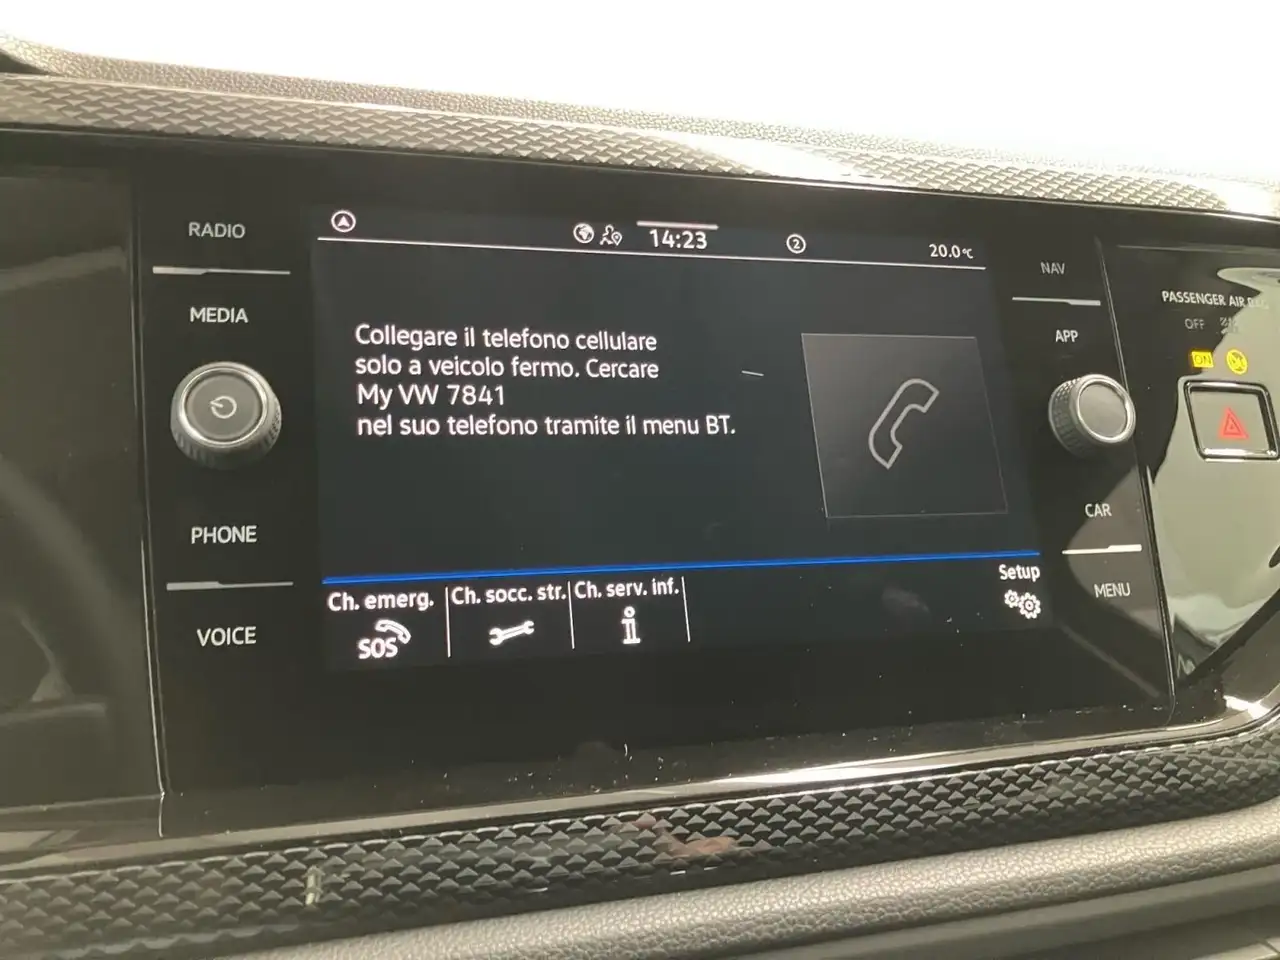 RADIO
MEDIA
PHONE
VOICE
14:23
2
20.0°C
Collegare il telefono cellulare
solo a veicolo fermo. Cercare
My VW 7841
nel suo telefono tramite il menu BT.
Ch. emerg.
SOS
Ch. socc. str.
Ch. serv. inf.
Setup
NAV
APP
CAR
MENU
PASSENGER AIR BAG
OFF
ON